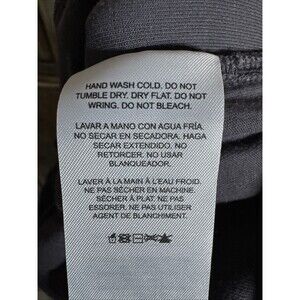 HAND WASH COLD. DO NOT
TUMBLE DRY. DRY FLAT. DO NOT
WRING. DO NOT BLEACH.
LAVAR A MANO CON AGUA FRÍA.
NO SECAR EN SECADORA. HAGA
SECAR EXTENDIDO. NO
RETORCER. NO USAR
BLANQUEADOR.
LAVER À LA MAIN À L'EAU FROID.
NE PAS SÉCHER EN MACHINE.
SÉCHER À PLAT. NE PAS
ESSORER. NE PAS UTILISER
AGENT DE BLANCHIMENT.